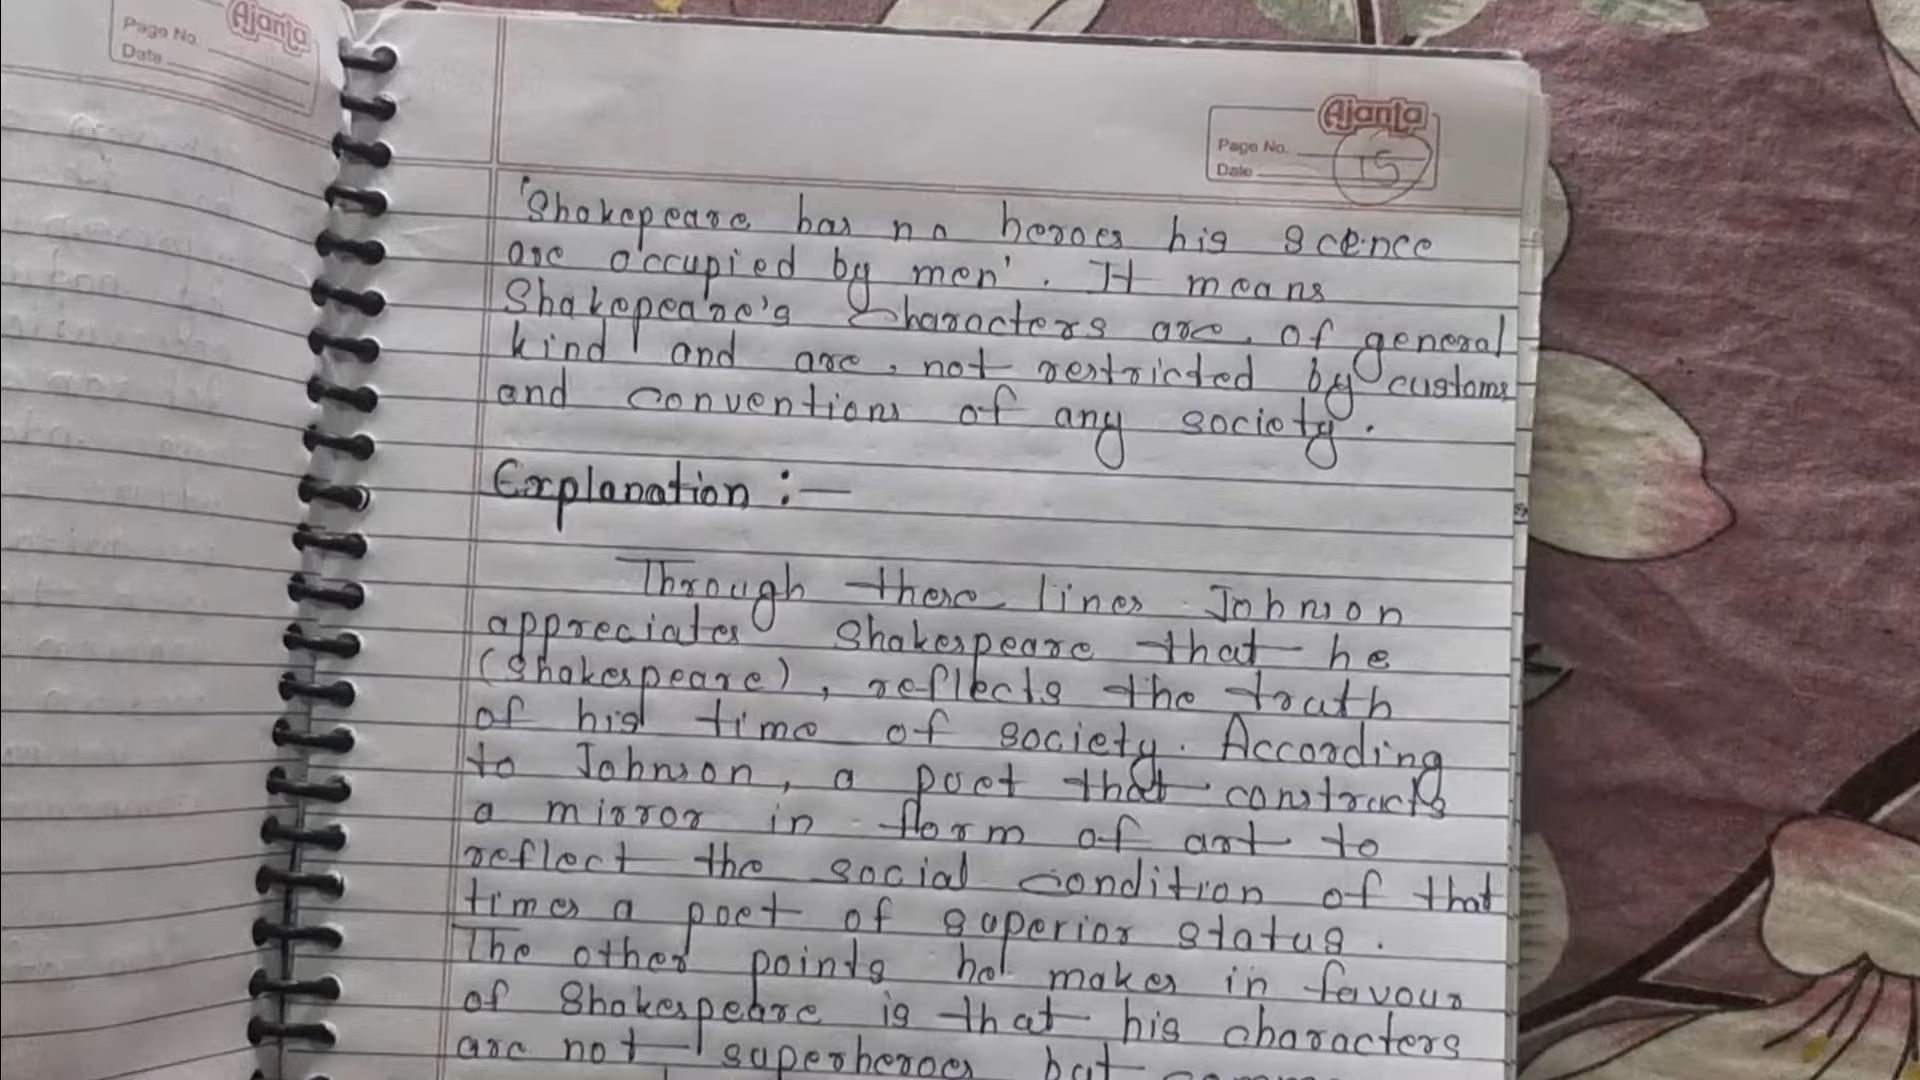 Ajanta
Page No.
Date
Ajanta
Page No.
15
Date
'Shakepeare has no heroes his scence
are occupied by men'. It means
Shakepeare's characters are, of general
kind and are, not restricted by customs
and conventions of any society.
Explanation :-
Through these lines Johnson
appreciates Shakespeare that he
(Shakespeare), reflects the truth
of his time of society. According
to Johnson, a poet that constructs
a mirror in form of art to
reflect the social condition of that
times a poet of superior status.
The other points he makes in favour
of Shakespeare is that his characters
are not superheroes but